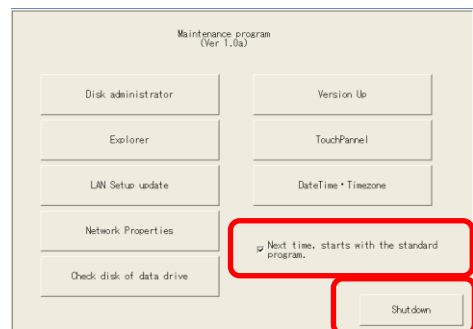 Maintenance program
(Ver 1.0a)
Disk administrator
Version Up
Explorer
TouchPannel
LAN Setup update
DateTime・Timezone
Network Properties
Next time, starts with the standard
program.
Check disk of data drive
Shutdown